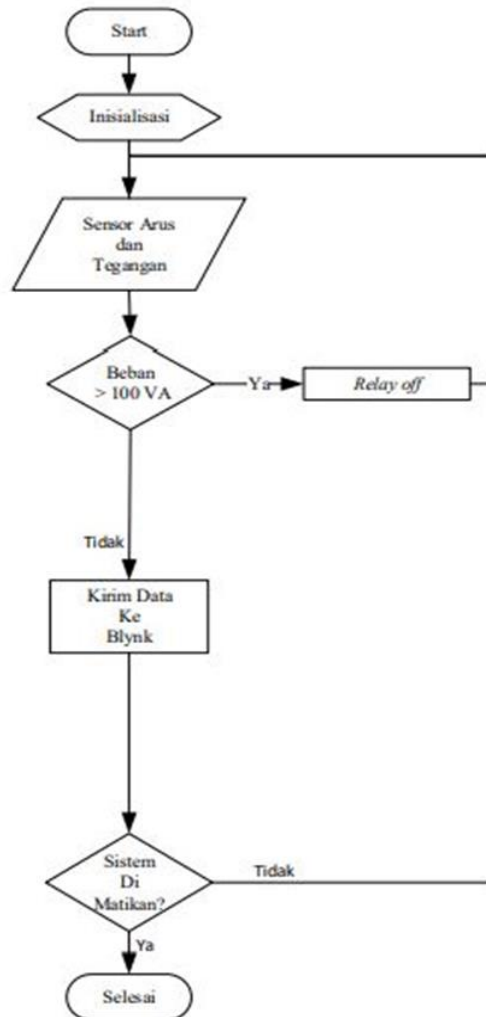 Start
Inisialisasi
Sensor Arus
dan
Tegangan
Beban
> 100 VA
Ya
Relay off
Tidak
Kirim Data
Ke
Blynk
Sistem
Di
Matikan?
Tidak
Ya
Selesai